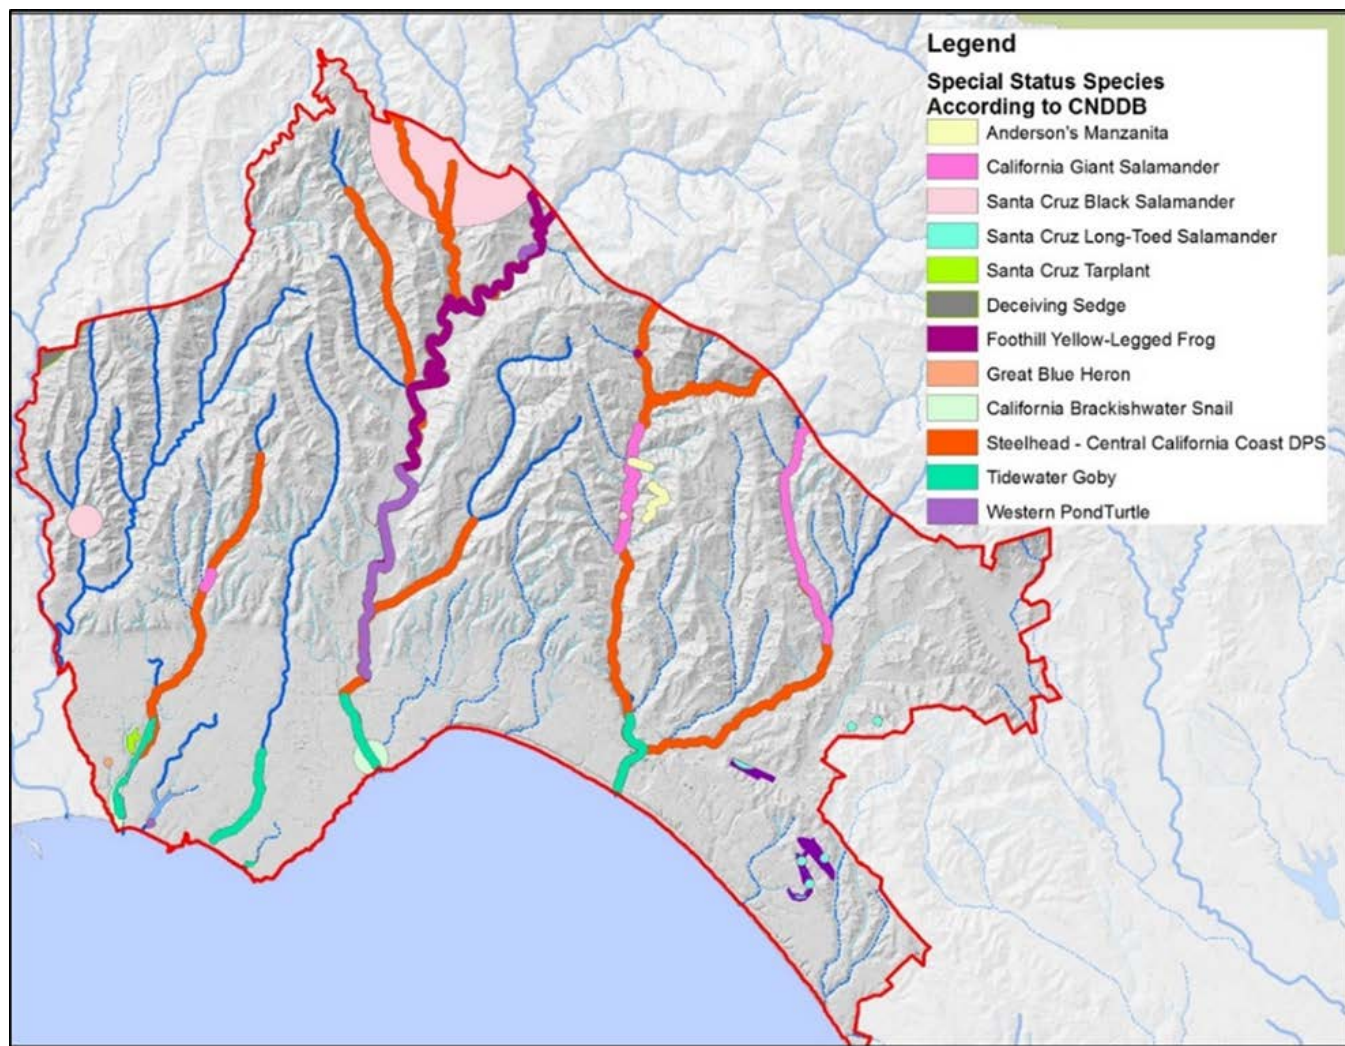 Legend
Special Status Species
According to CNDDB
Anderson's Manzanita
California Giant Salamander
Santa Cruz Black Salamander
Santa Cruz Long-Toed Salamander
Santa Cruz Tarplant
Deceiving Sedge
Foothill Yellow-Legged Frog
Great Blue Heron
California Brackishwater Snail
Steelhead - Central California Coast DPS
Tidewater Goby
Western PondTurtle